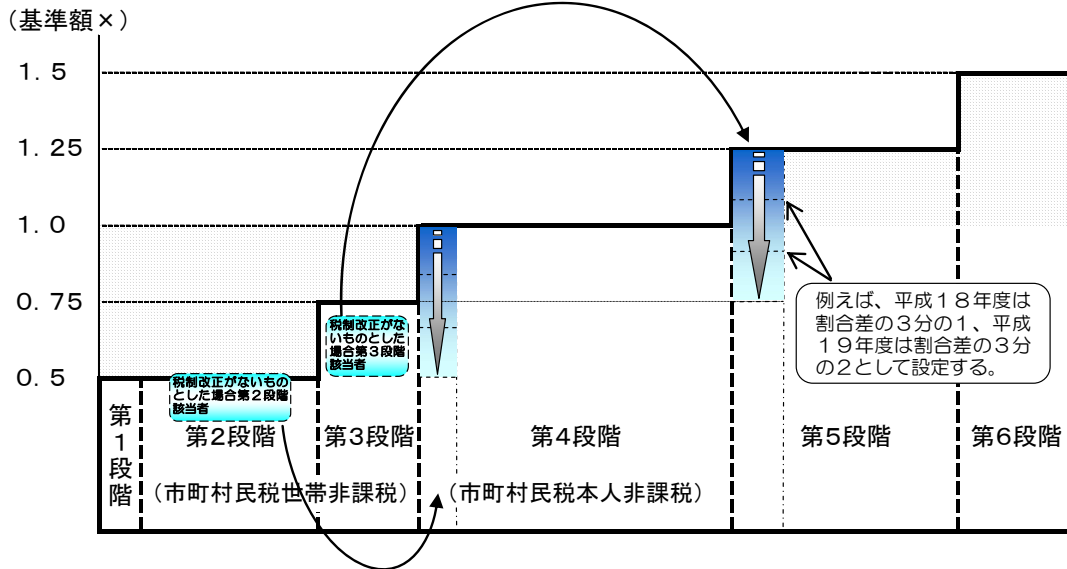 （基準額×）
１．５
１．２５
１．０
０．７５
０．５
税制改正がな
いものとした
場合第３段階
該当者
税制改正がないもの
とした場合第２段階
該当者
例えば、平成１８年度は
割合差の３分の１、平成
１９年度は割合差の３分
の２として設定する。
第１段階
第２段階
第３段階
第４段階
第５段階
第６段階
（市町村民税世帯非課税）
（市町村民税本人非課税）